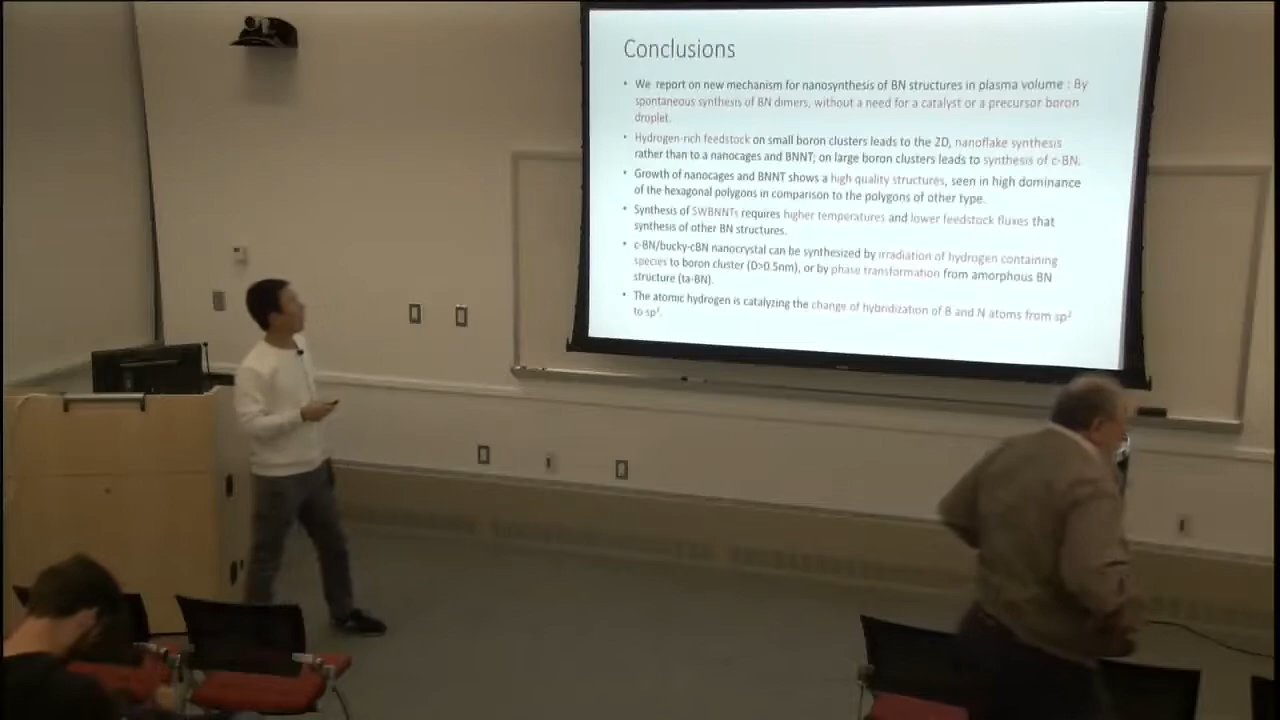 Conclusions
• We report on new mechanism for nanosynthesis of BN structures in plasma volume : By
spontaneous synthesis of BN dimers, without a need for a catalyst or a precursor boron
droplet.
• Hydrogen-rich feedstock on small boron clusters leads to the 2D, nanoflake synthesis
rather than to a nanocages and BNNT; on large boron clusters leads to synthesis of c-BN.
• Growth of nanocages and BNNT shows a high quality structures, seen in high dominance
of the hexagonal polygons in comparison to the polygons of other type.
• Synthesis of SWBNNTs requires higher temperatures and lower feedstock fluxes that
synthesis of other BN structures.
• c-BN/bucky-cBN nanocrystal can be synthesized by irradiation of hydrogen containing
species to boron cluster (D>0.5nm), or by phase transformation from amorphous BN
structure (ta-BN).
• The atomic hydrogen is catalyzing the change of hybridization of B and N atoms from sp²
to sp³.